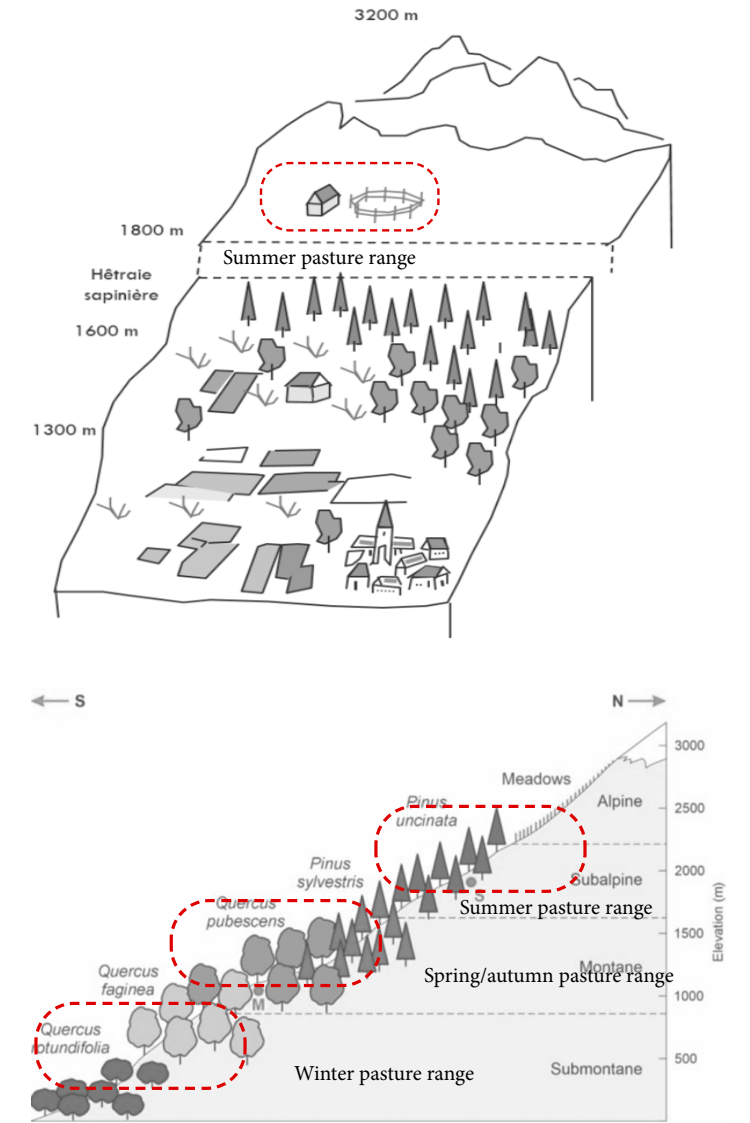 3200 m
1800 m
Summer pasture range
Hêtraie
sapinière
1600 m
1300 m
S
N
3000
Meadows
Alpine
Pinus
uncinata
2500
Pinus
sylvestris
2000
Subalpine
S
Quercus
pubescens
Summer pasture range
1500
Elevation (m)
Montane
Spring/autumn pasture range
Quercus
faginea
1000
M
Quercus
rotundifolia
500
Submontane
Winter pasture range